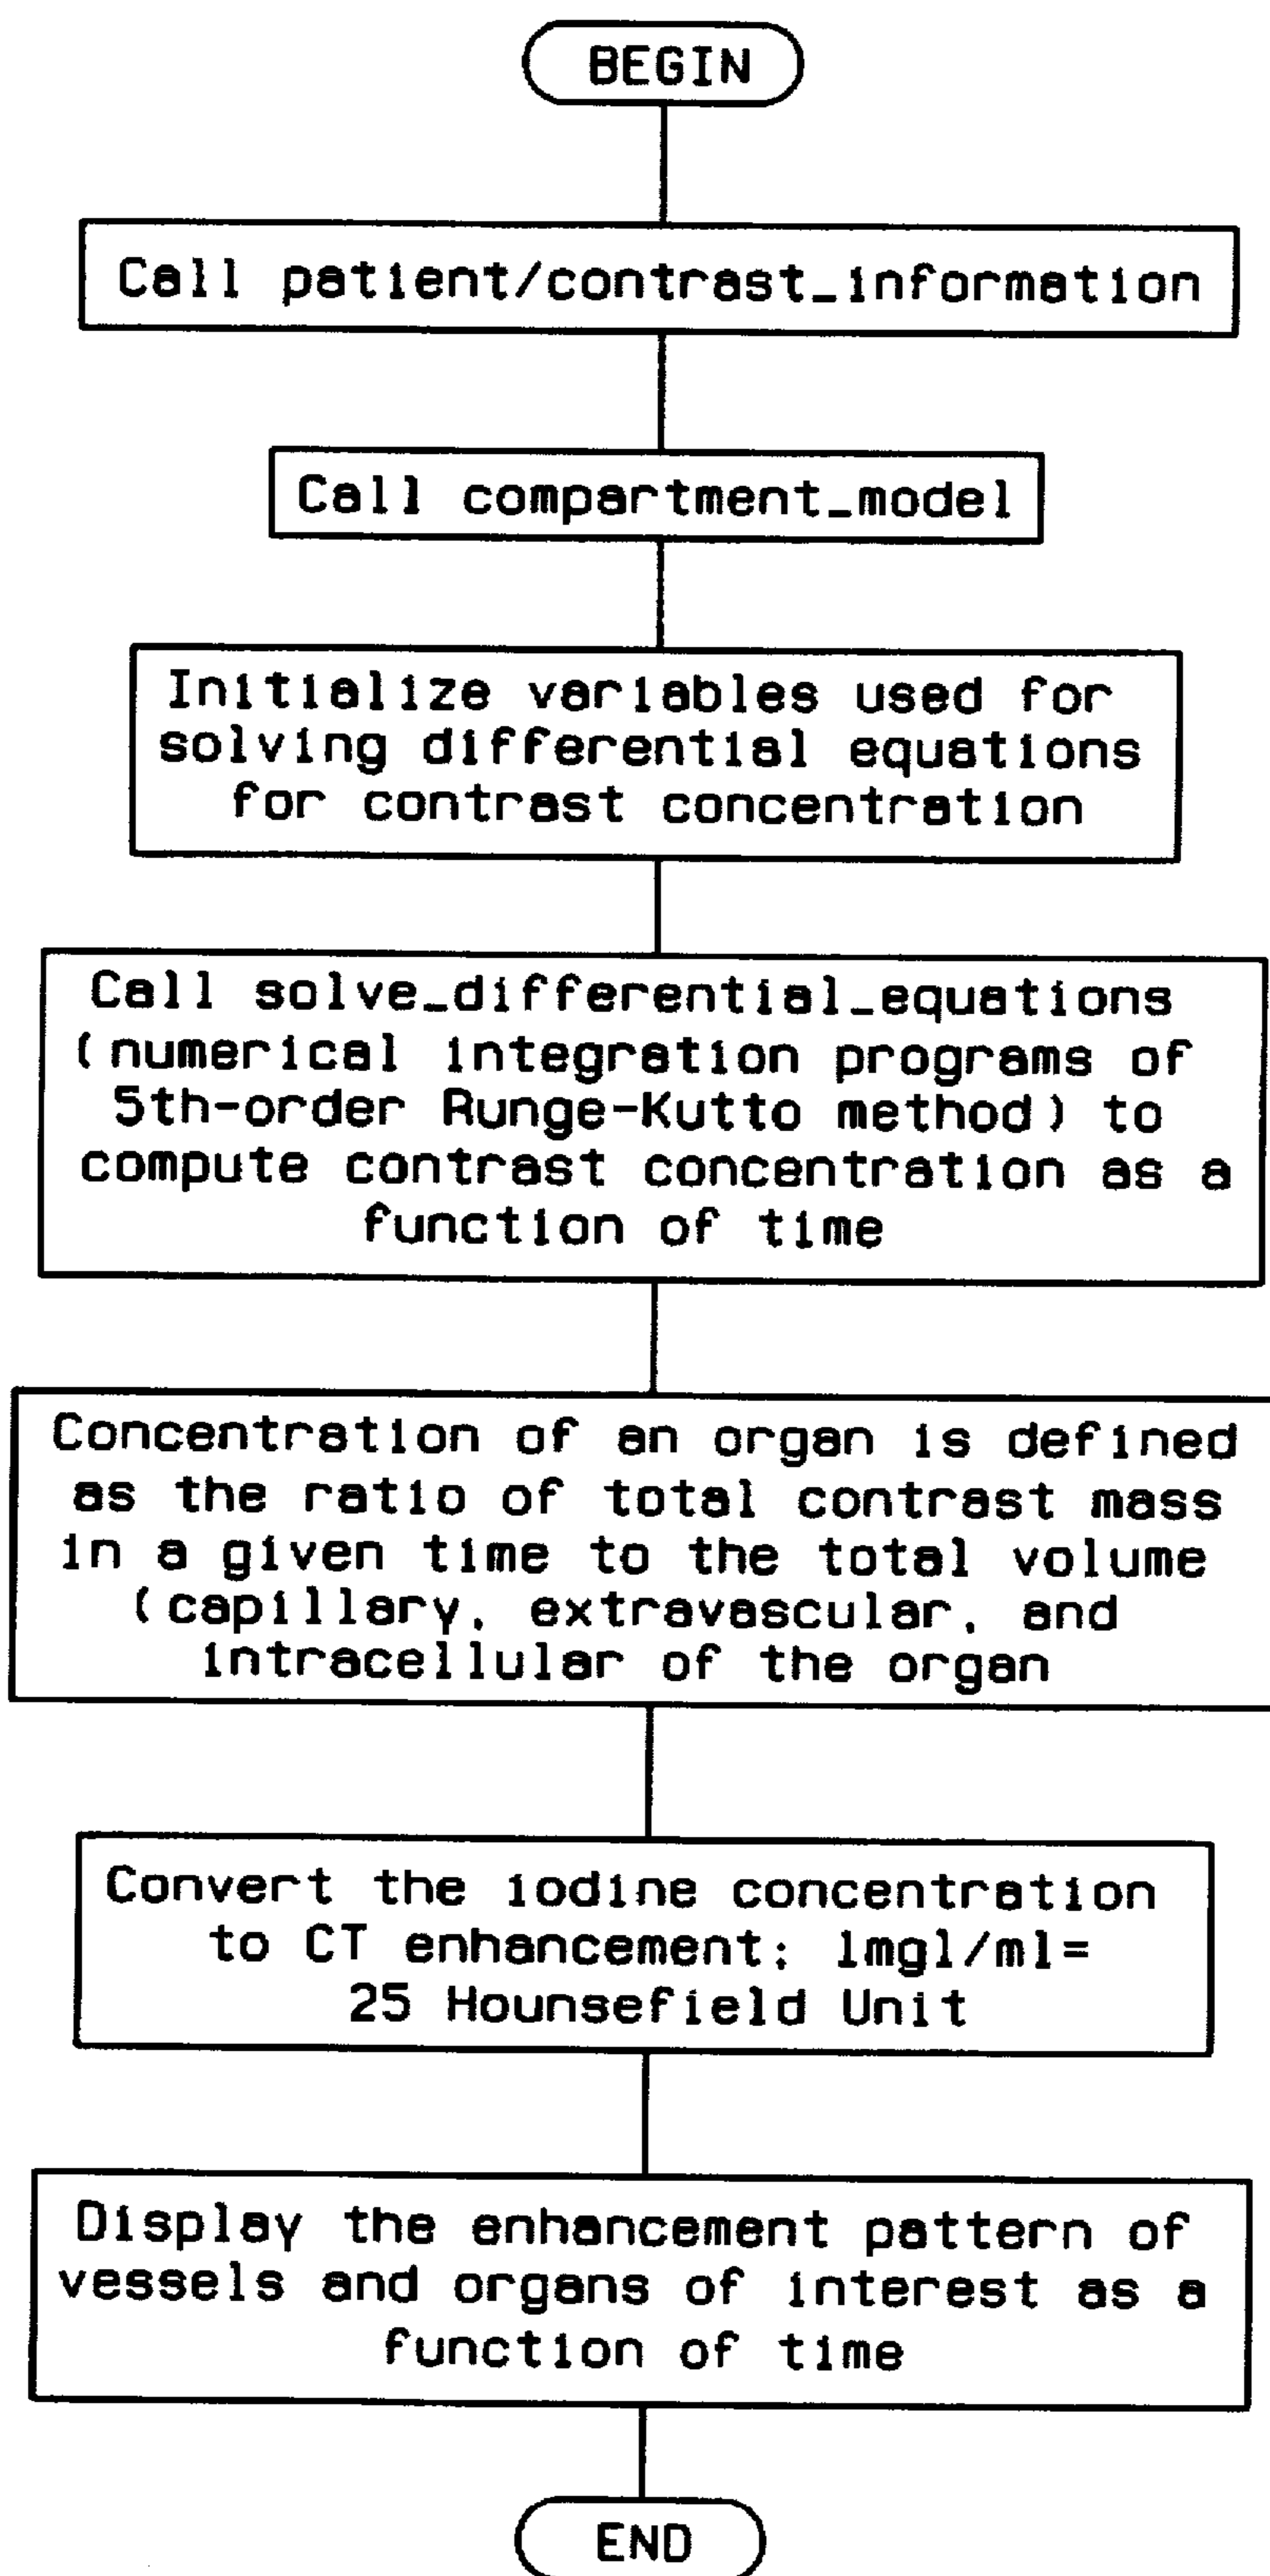 BEGIN
Call patient/contrast_information
Call compartment_model
Initialize variables used for
solving differential equations
for contrast concentration
Call solve_differential_equations
(numerical integration programs of
5th-order Runge-Kutto method) to
compute contrast concentration as a
function of time
Concentration of an organ is defined
as the ratio of total contrast mass
in a given time to the total volume
(capillary, extravascular, and
intracellular of the organ
Convert the iodine concentration
to CT enhancement: 1mgl/ml=
25 Hounsefield Unit
Display the enhancement pattern of
vessels and organs of interest as a
function of time
END